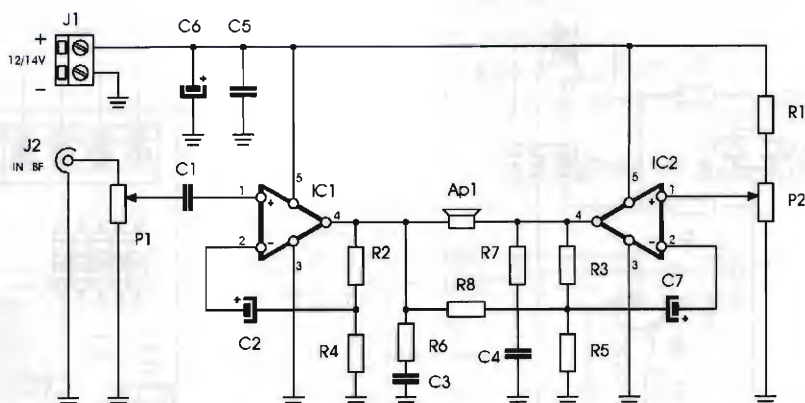 J1
C6 C5
+
12/14V
−
R1
J2
C1
5
IC1
Ap1
5
IC2
IN BF
1
+
4
4
+
1
P2
P1
2
−
3
R2
R7
R3
3
−
2
R8
C7
+
+
C2
R4
R6
C4
R5
C3
+